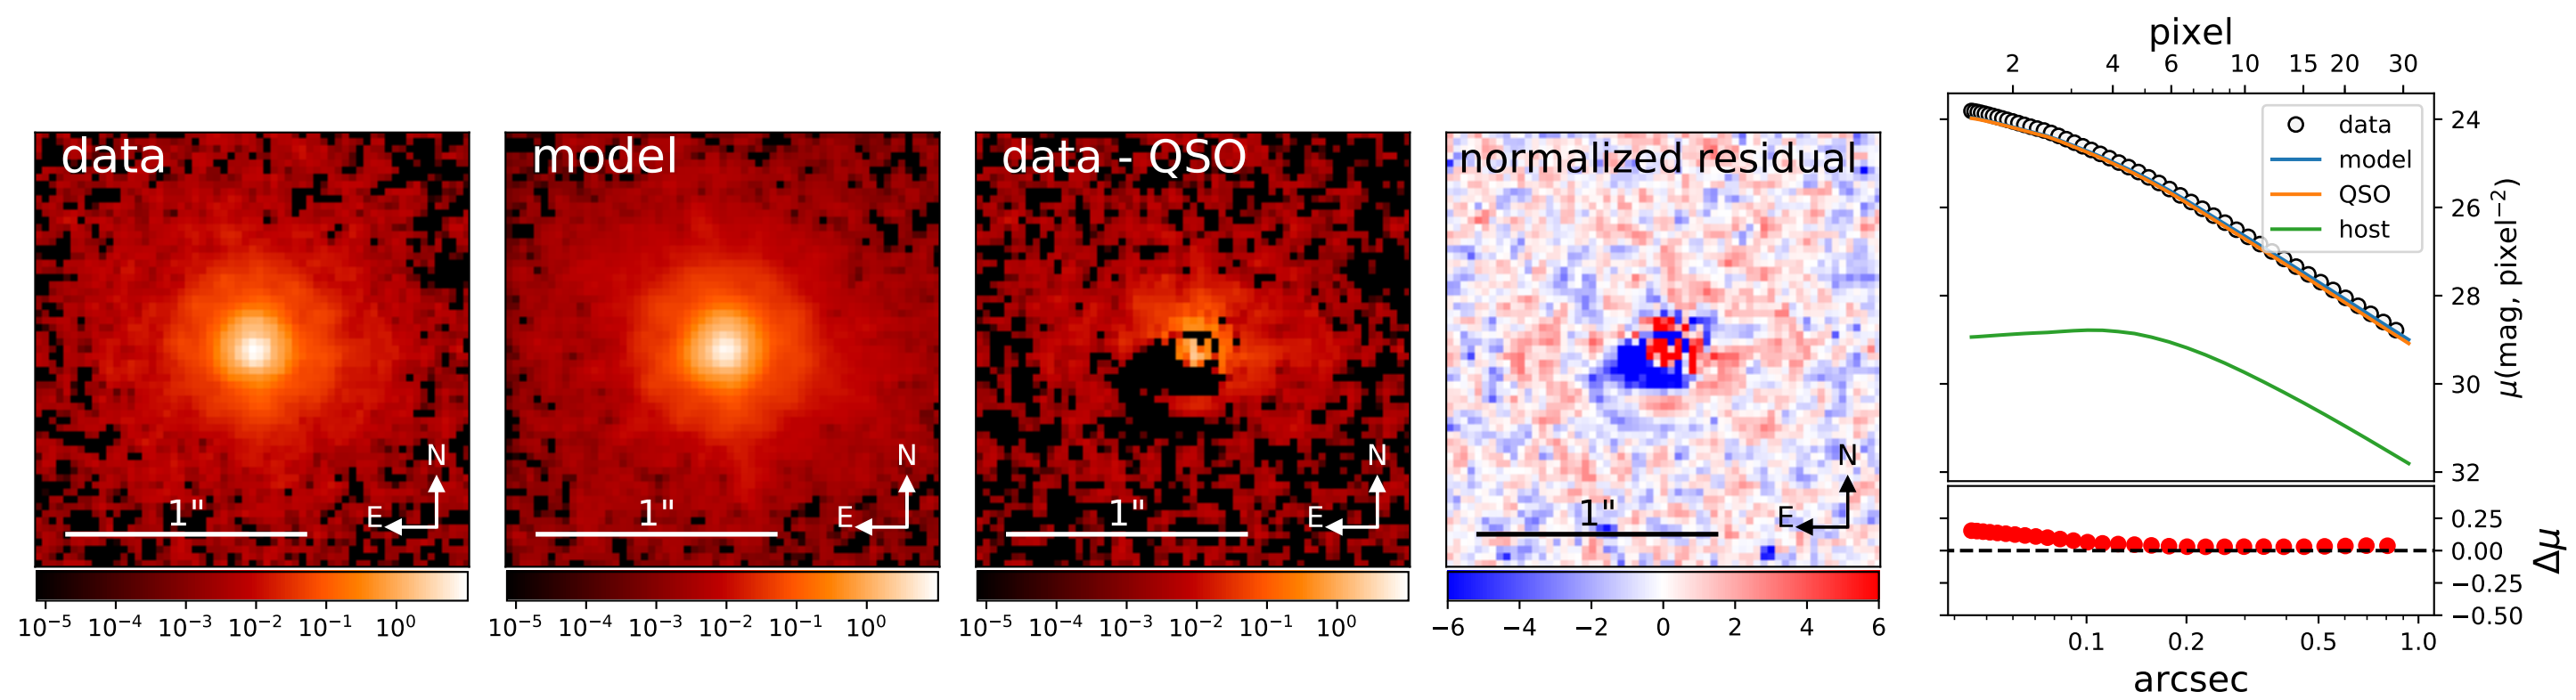 data
N
E
1"
10⁻⁵ 10⁻⁴ 10⁻³ 10⁻² 10⁻¹ 10⁰
model
N
E
1"
10⁻⁵ 10⁻⁴ 10⁻³ 10⁻² 10⁻¹ 10⁰
data - QSO
N
E
1"
10⁻⁵ 10⁻⁴ 10⁻³ 10⁻² 10⁻¹ 10⁰
normalized residual
N
E
1"
−6 −4 −2 0 2 4 6
pixel
2 4 6 10 15 20 30
data
model
QSO
host
24
26
28
30
32
μ(mag, pixel⁻²)
0.25
0.00
−0.25
−0.50
Δμ
0.1 0.2 0.5 1.0
arcsec